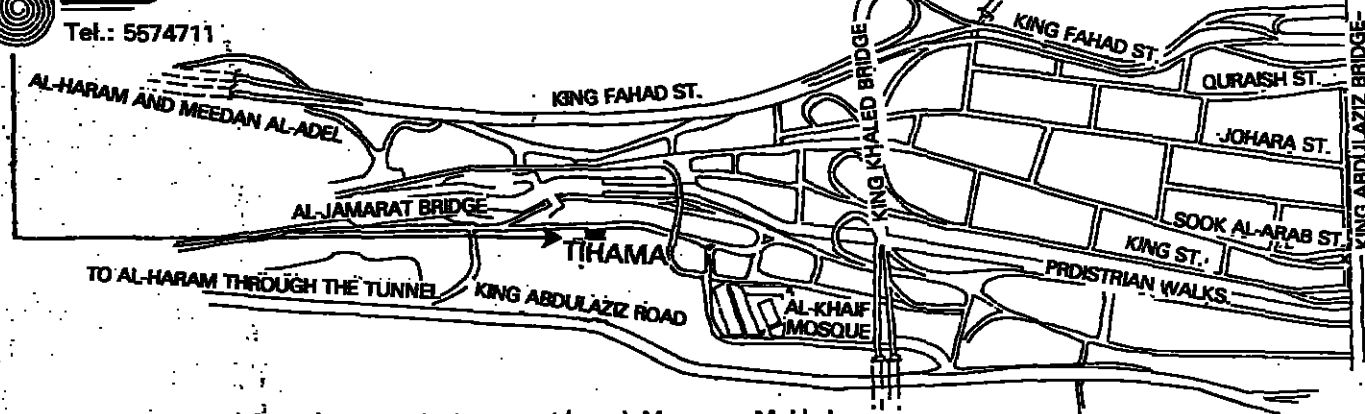 Tel.: 5574711
KING FAHAD ST.
AL-HARAM AND MEEDAN AL-ADEL
KING FAHAD ST.
KING KHALED BRIDGE
QURAISH ST.
KING ABDULAZIZ BRIDGE
JOHARA ST.
AL-JAMARAT BRIDGE
SOOK AL-ARAB ST.
TIHAMA
KING ST.
TO AL-HARAM THROUGH THE TUNNEL
KING ABDULAZIZ ROAD
PRDISTRIAN WALKS.
AL-KHAIF
MOSQUE